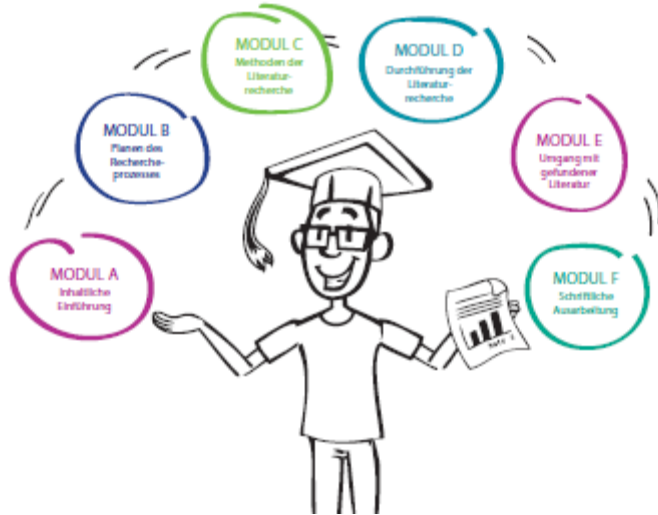 MODUL C
Methoden der
Literatur-
recherche
MODUL D
Durchführung der
Literatur-
recherche
MODUL B
Planen des
Recherche-
prozesses
MODUL E
Umgang mit
gefundener
Literatur
MODUL A
Inhaltliche
Einführung
MODUL F
Schriftliche
Ausarbeitung